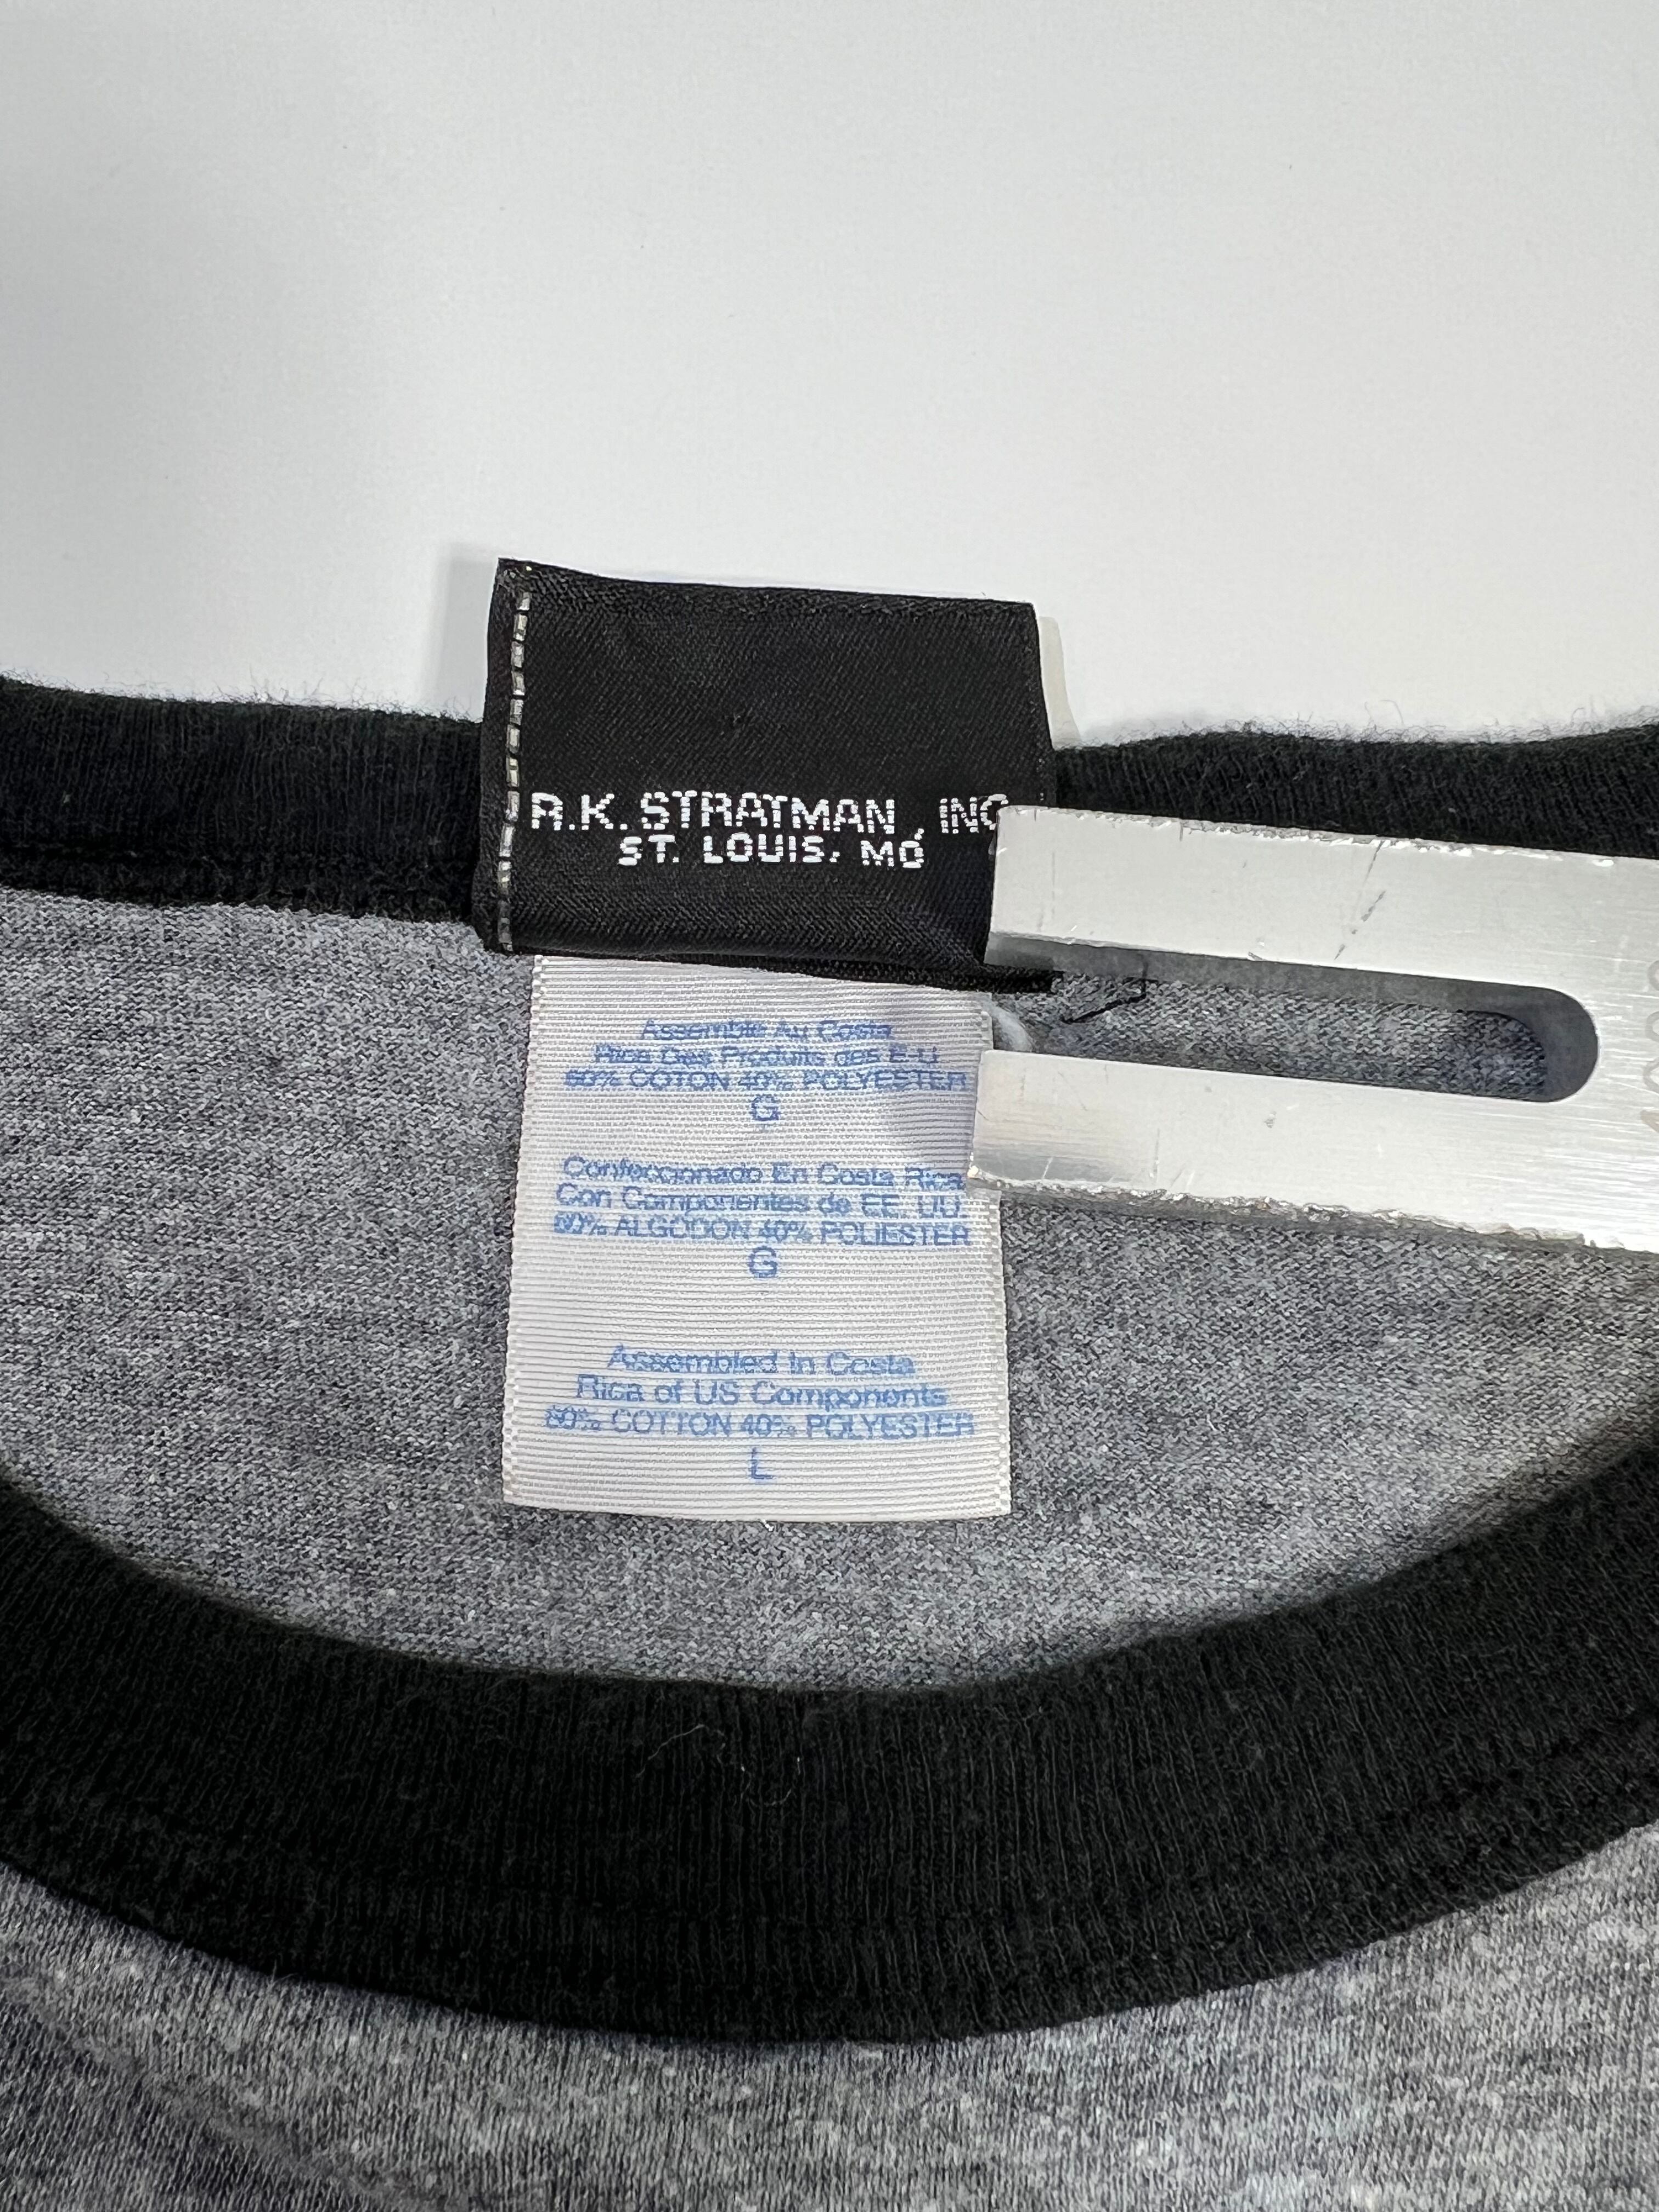 R.K. STRATMAN, INC
ST. LOUIS, MO
Assemble Au Costa
Rica Des Produits des E-U
60% COTON 40% POLYESTER
G
Confeccionado En Costa Rica
Con Componentes de EE. UU.
60% ALGODON 40% POLIESTER
G
Assembled in Costa
Rica of US Components
60% COTTON 40% POLYESTER
L